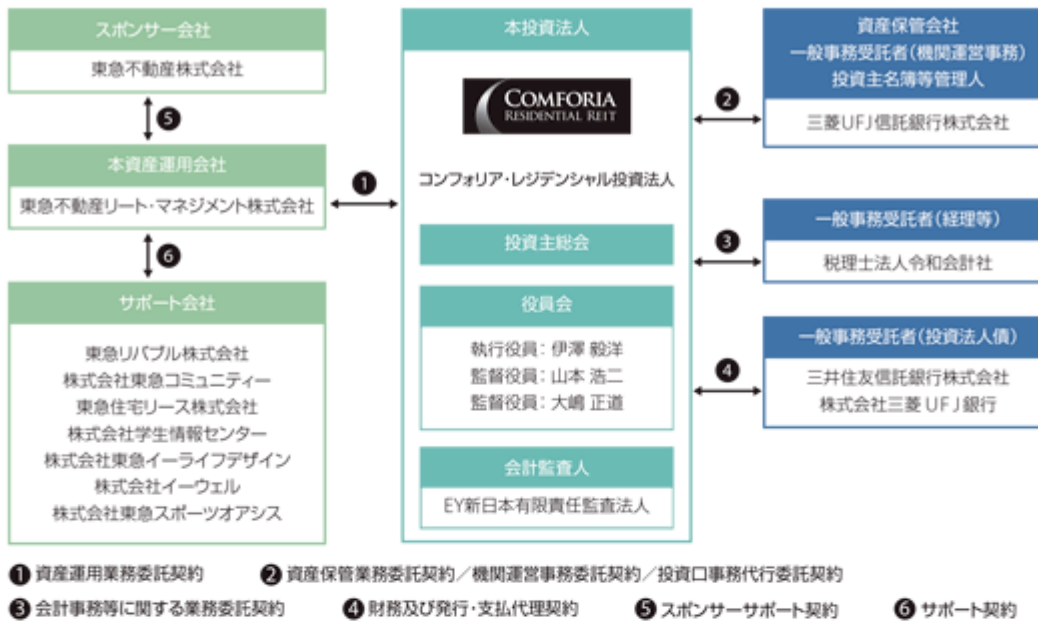 スポンサー会社
東急不動産株式会社
❺
本資産運用会社
東急不動産リート・マネジメント株式会社
❻
サポート会社
東急リバブル株式会社
株式会社東急コミュニティー
東急住宅リース株式会社
株式会社学生情報センター
株式会社東急イーライフデザイン
株式会社イーウェル
株式会社東急スポーツオアシス
❶
本投資法人
COMFORIA
RESIDENTIAL REIT
コンフォリア・レジデンシャル投資法人
投資主総会
役員会
執行役員：伊澤 毅洋
監督役員：山本 浩二
監督役員：大嶋 正道
会計監査人
EY新日本有限責任監査法人
❷
資産保管会社
一般事務受託者（機関運営事務）
投資主名簿等管理人
三菱UFJ信託銀行株式会社
❸
一般事務受託者（経理等）
税理士法人令和会計社
❹
一般事務受託者（投資法人債）
三井住友信託銀行株式会社
株式会社三菱UFJ銀行
❶ 資産運用業務委託契約 ❷ 資産保管業務委託契約／機関運営事務委託契約／投資口事務代行委託契約
❸ 会計事務等に関する業務委託契約 ❹ 財務及び発行・支払代理契約 ❺ スポンサーサポート契約 ❻ サポート契約